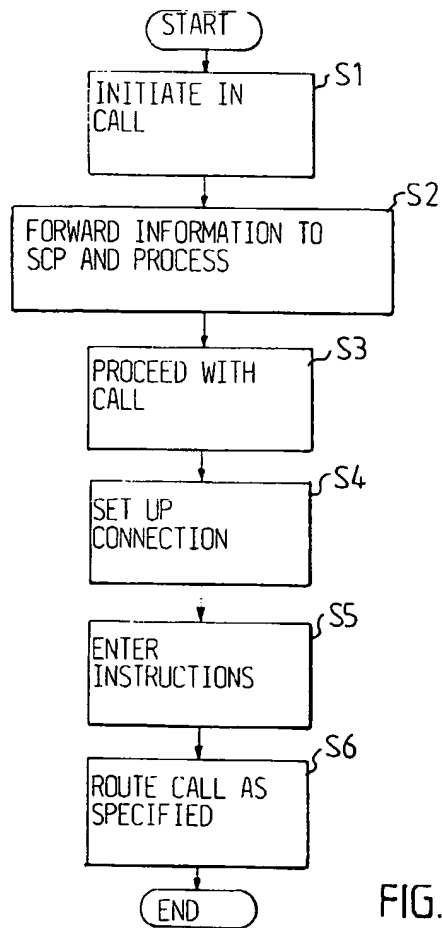 START
S1
INITIATE IN
CALL
S2
FORWARD INFORMATION TO
SCP AND PROCESS
S3
PROCEED WITH
CALL
S4
SET UP
CONNECTION
S5
ENTER
INSTRUCTIONS
S6
ROUTE CALL AS
SPECIFIED
END
FIG.